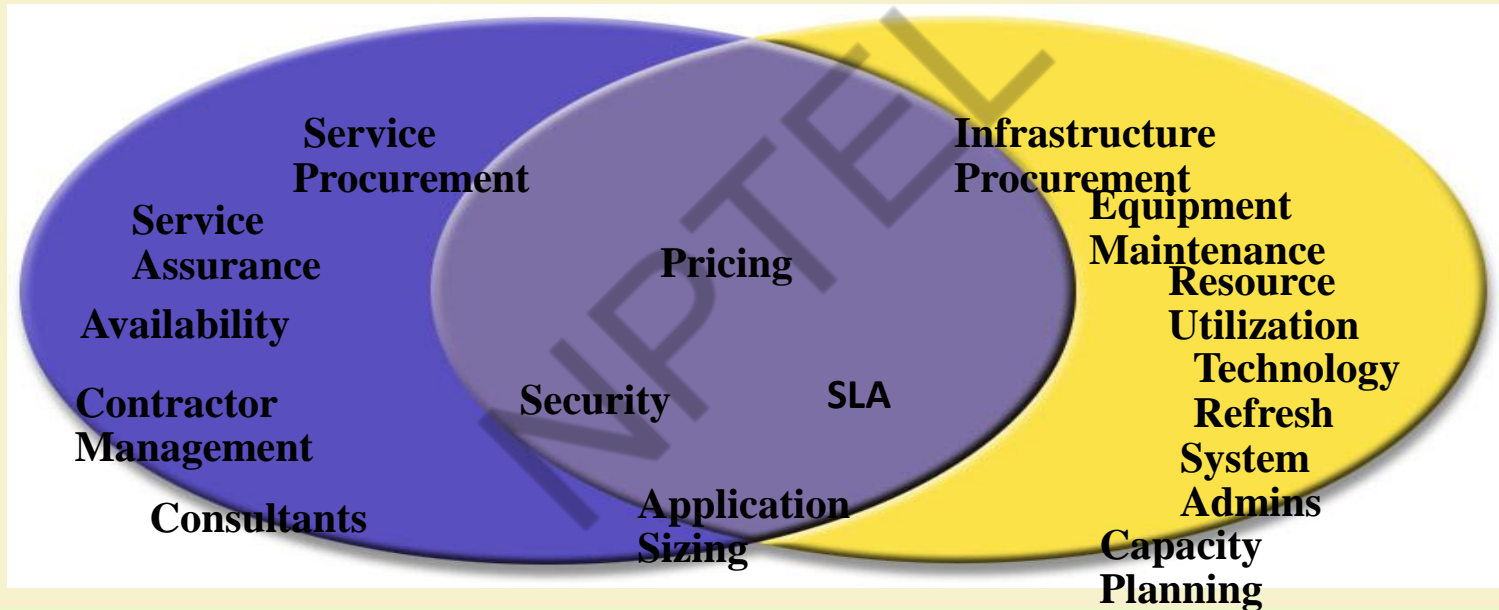 Service
Procurement
Service
Assurance
Availability
Contractor
Management
Consultants
Pricing
Security
SLA
Application
Sizing
Infrastructure
Procurement
Equipment
Maintenance
Resource
Utilization
Technology
Refresh
System
Admins
Capacity
Planning
NPTEL